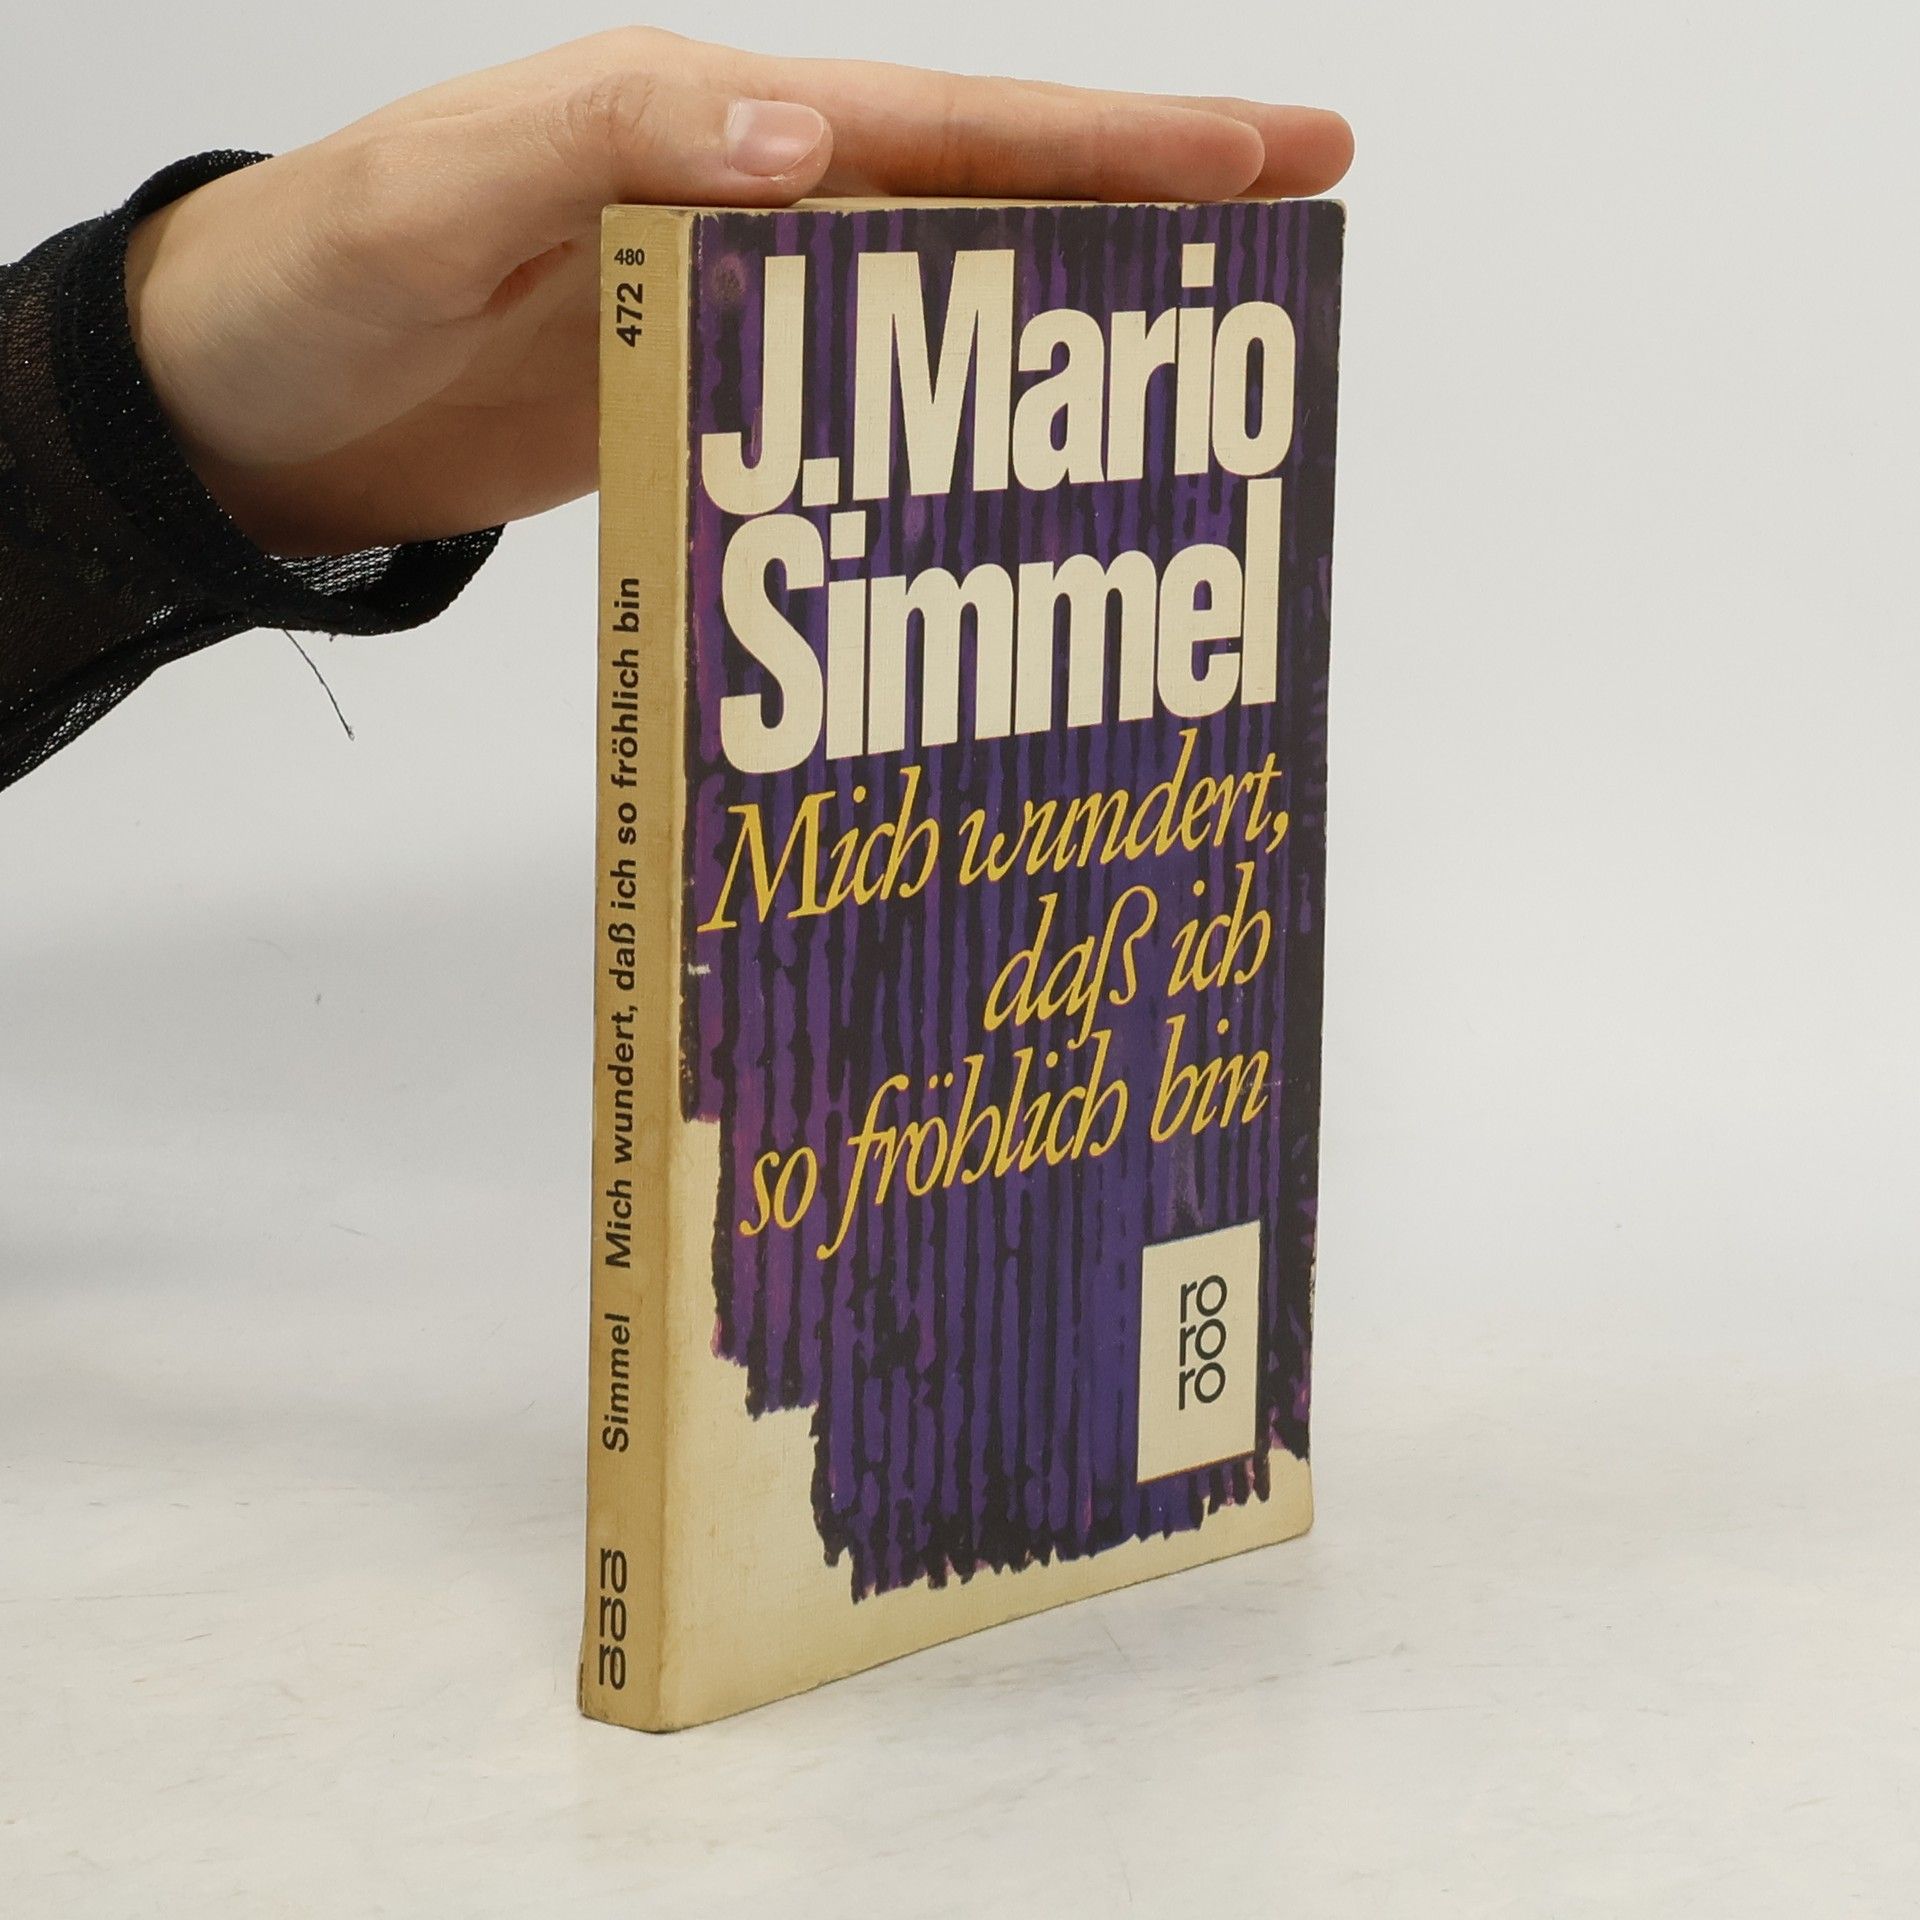 480
472
Simmel Mich wundert, daß ich so fröhlich bin
ro
ro
ro
J. Mario
Simmel
Mich wundert,
daß ich
so fröhlich bin
ro
ro
ro